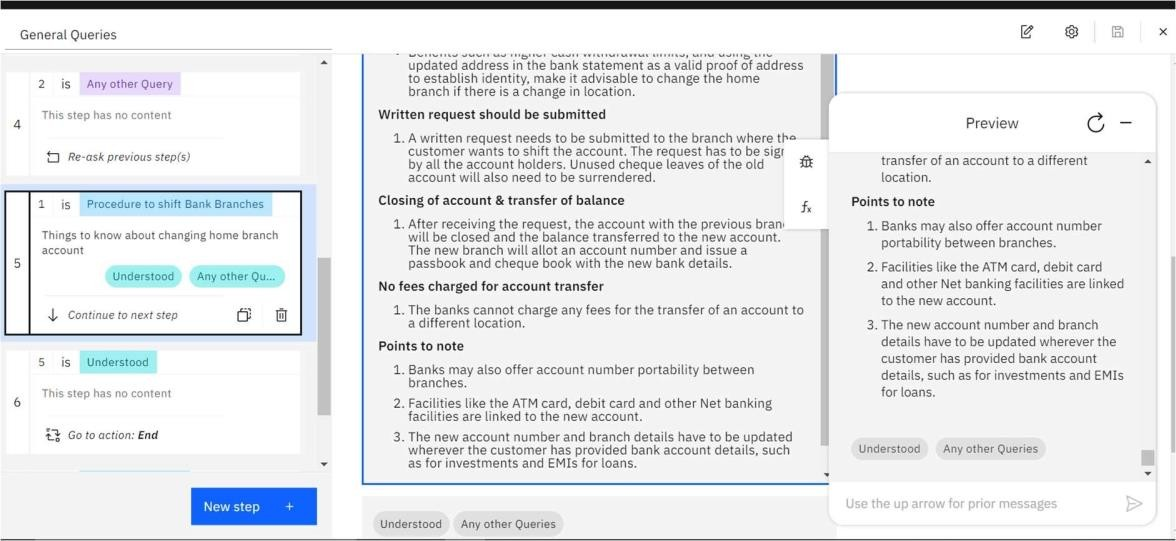 General Queries
2 is Any other Query
This step has no content
4
Re-ask previous step(s)
1 is Procedure to shift Bank Branches
Things to know about changing home branch
account
5
Understood Any other Qu...
Continue to next step
5 is Understood
This step has no content
6
Go to action: End
New step +
Benefits such as higher cash withdrawal limits, and using the
updated address in the bank statement as a valid proof of address
to establish identity, make it advisable to change the home
branch if there is a change in location.
Written request should be submitted
1. A written request needs to be submitted to the branch where the
customer wants to shift the account. The request has to be sig
by all the account holders. Unused cheque leaves of the old
account will also need to be surrendered.
Closing of account & transfer of balance
1. After receiving the request, the account with the previous bran
will be closed and the balance transferred to the new account.
The new branch will allot an account number and issue a
passbook and cheque book with the new bank details.
No fees charged for account transfer
1. The banks cannot charge any fees for the transfer of an account to
a different location.
Points to note
1. Banks may also offer account number portability between
branches.
2. Facilities like the ATM card, debit card and other Net banking
facilities are linked to the new account.
3. The new account number and branch details have to be updated
wherever the customer has provided bank account details, such
as for investments and EMIs for loans.
Understood Any other Queries
fx
Preview
transfer of an account to a different
location.
Points to note
1. Banks may also offer account number
portability between branches.
2. Facilities like the ATM card, debit card
and other Net banking facilities are linked
to the new account.
3. The new account number and branch
details have to be updated wherever the
customer has provided bank account
details, such as for investments and EMIs
for loans.
Understood Any other Queries
Use the up arrow for prior messages